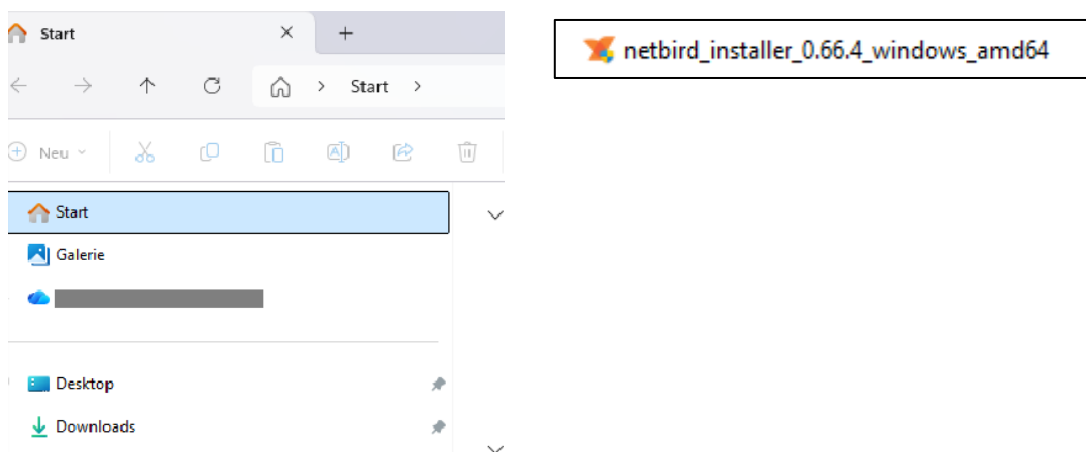 Start
Start
Neu
Start
Galerie
Desktop
Downloads
netbird_installer_0.66.4_windows_amd64